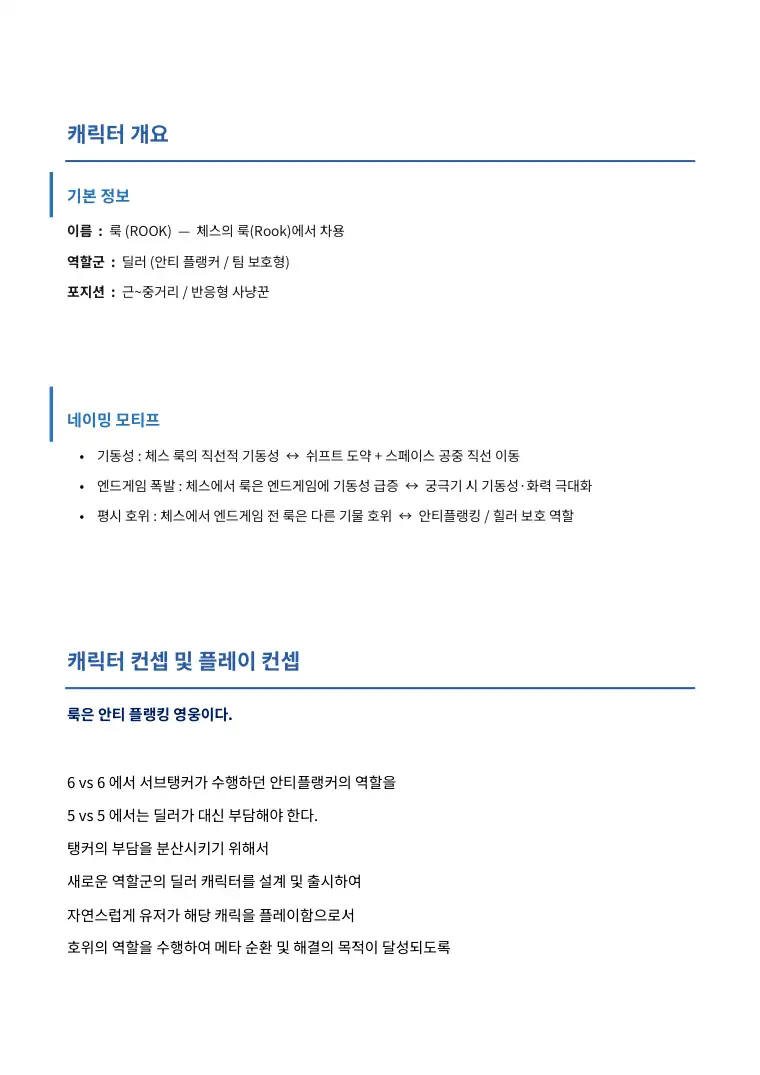 캐릭터 개요
기본 정보
이름 : 룩 (ROOK) — 체스의 룩(Rook)에서 차용
역할군 : 딜러 (안티 플랭커 / 팀 보호형)
포지션 : 근~중거리 / 반응형 사냥꾼
네이밍 모티프
• 기동성 : 체스 룩의 직선적 기동성 ↔ 쉬프트 도약 + 스페이스 공중 직선 이동
• 엔드게임 폭발 : 체스에서 룩은 엔드게임에 기동성 급증 ↔ 궁극기 시 기동성·화력 극대화
• 평시 호위 : 체스에서 엔드게임 전 룩은 다른 기물 호위 ↔ 안티플랭킹 / 힐러 보호 역할
캐릭터 컨셉 및 플레이 컨셉
룩은 안티 플랭킹 영웅이다.
6 vs 6 에서 서브탱커가 수행하던 안티플랭커의 역할을
5 vs 5 에서는 딜러가 대신 부담해야 한다.
탱커의 부담을 분산시키기 위해서
새로운 역할군의 딜러 캐릭터를 설계 및 출시하여
자연스럽게 유저가 해당 캐릭을 플레이함으로서
호위의 역할을 수행하여 메타 순환 및 해결의 목적이 달성되도록